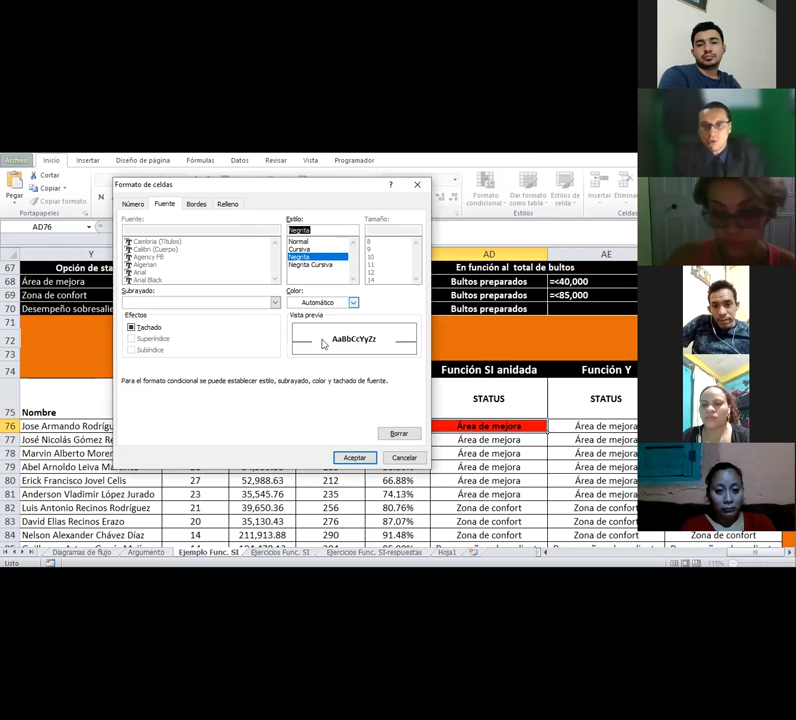 Archivo Inicio Insertar Diseño de página Fórmulas Datos Revisar Vista Programador
Pegar
Cortar
Copiar
Copiar formato
Portapapeles
N
Formato condicional
Dar formato como tabla
Estilos de celda
Insertar
Eliminar
Estilos
Celdas
AD76
Formato de celdas
Número Fuente Bordes Relleno
Fuente: Estilo: Tamaño:
Negrita
Cambria (Títulos) Normal 8
Calibri (Cuerpo) Cursiva 9
Agency FB Negrita 10
Algerian Negrita Cursiva 11
Arial 12
Arial Black 14
Subrayado: Color:
Automático
Efectos Vista previa
Tachado
Superíndice AaBbCcYyZz
Subíndice
Para el formato condicional se puede establecer estilo, subrayado, color y tachado de fuente.
Borrar
Aceptar Cancelar
Y AD AE
67 Opción de En función al total de bultos
68 Área de mejora Bultos preparados =<40,000
69 Zona de confort Bultos preparados =<85,000
70 Desempeño Bultos preparados
71
72
73
74 Función SI anidada Función Y
75 Nombre STATUS STATUS
76 Jose Armando Área de mejora Área de mejora
77 José Nicolás Gómez Área de mejora Área de mejora
78 Marvin Alberto Área de mejora Área de mejora
79 Abel Arnoldo Leiva Área de mejora Área de mejora
80 Erick Francisco Jovel Celis 27 52,988.63 212 66.88% Área de mejora Área de mejora
81 Anderson Vladimir López Jurado 23 35,545.76 235 74.13% Área de mejora Área de mejora
82 Luis Antonio Recinos Rodríguez 21 39,650.36 256 80.76% Zona de confort Zona de confort
83 David Elias Recinos Erazo 20 35,130.43 276 87.07% Zona de confort Zona de confort
84 Nelson Alexander Chávez Díaz 14 211,913.88 290 91.48% Zona de confort Zona de confort Zona de confort
Diagramas de flujo Argumento Ejemplo Func. SI Ejercicios Func. SI Ejercicios Func. SI-respuestas Hoja1
Listo 115%